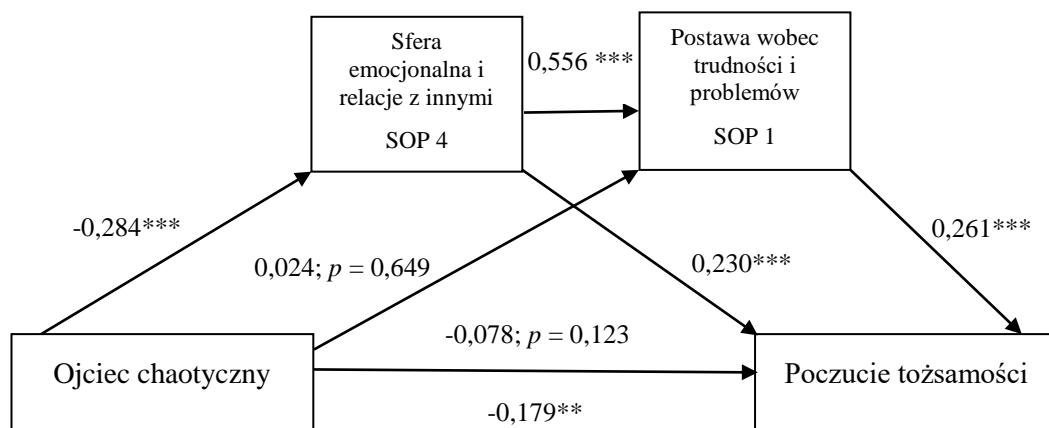 Sfera
emocjonalna i
relacje z innymi
SOP 4
0,556 ***
Postawa wobec
trudności i
problemów
SOP 1
-0,284***
0,024; p = 0,649
0,230***
0,261***
Ojciec chaotyczny
-0,078; p = 0,123
Poczucie tożsamości
-0,179**